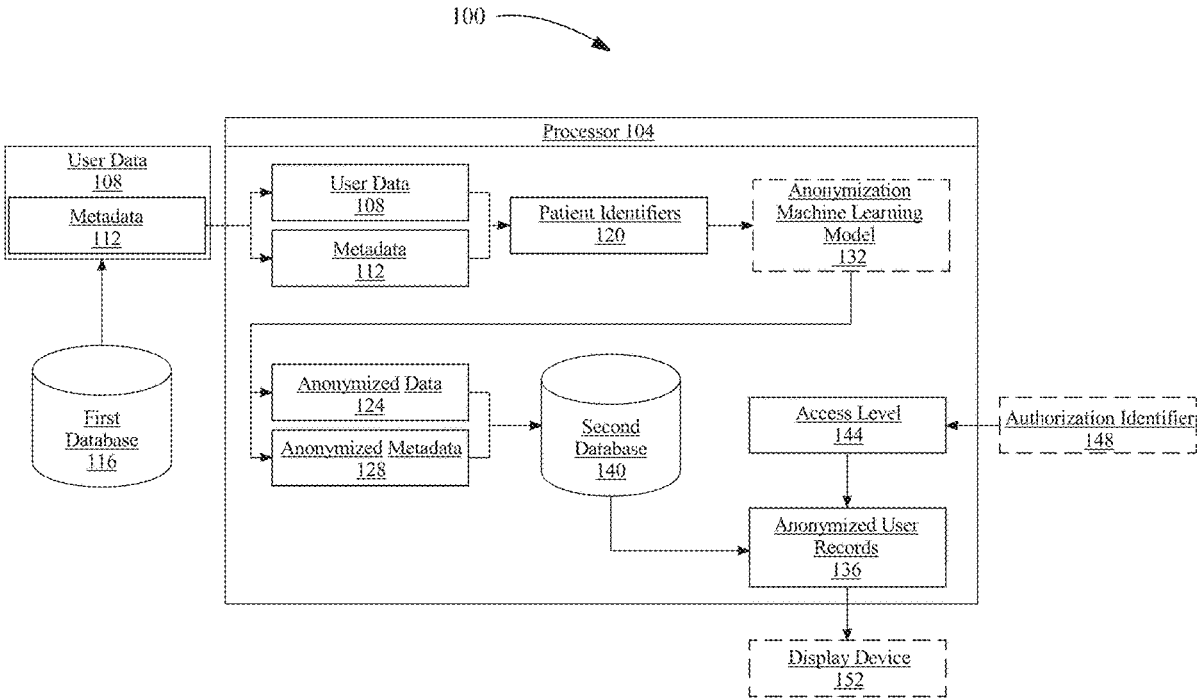 100
Processor 104
User Data
108
Metadata
112
User Data
108
Metadata
112
Patient Identifiers
120
Anonymization
Machine Learning
Model
132
First
Database
116
Anonymized Data
124
Anonymized Metadata
128
Second
Database
140
Access Level
144
Authorization Identifier
148
Anonymized User
Records
136
Display Device
152